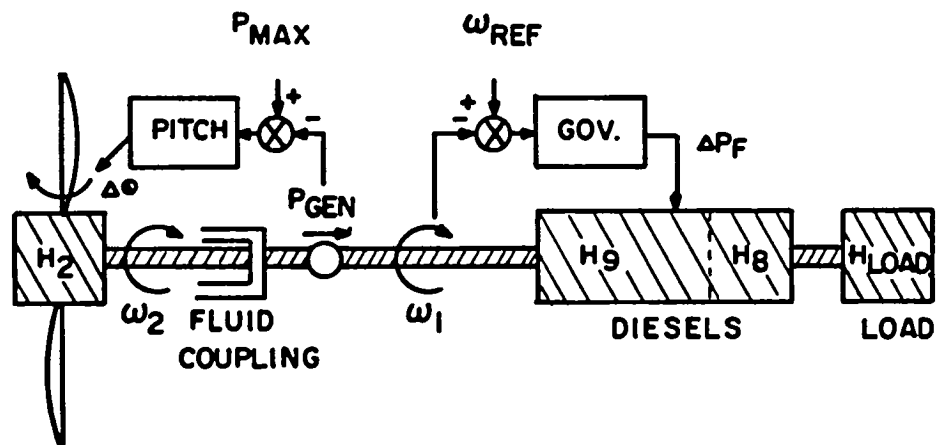 P_MAX
ω_REF
+
-
PITCH
+
-
GOV.
Δθ
P_GEN
ΔP_F
H_2
H_9
H_8
H_LOAD
ω_2
FLUID
COUPLING
ω_1
DIESELS
LOAD